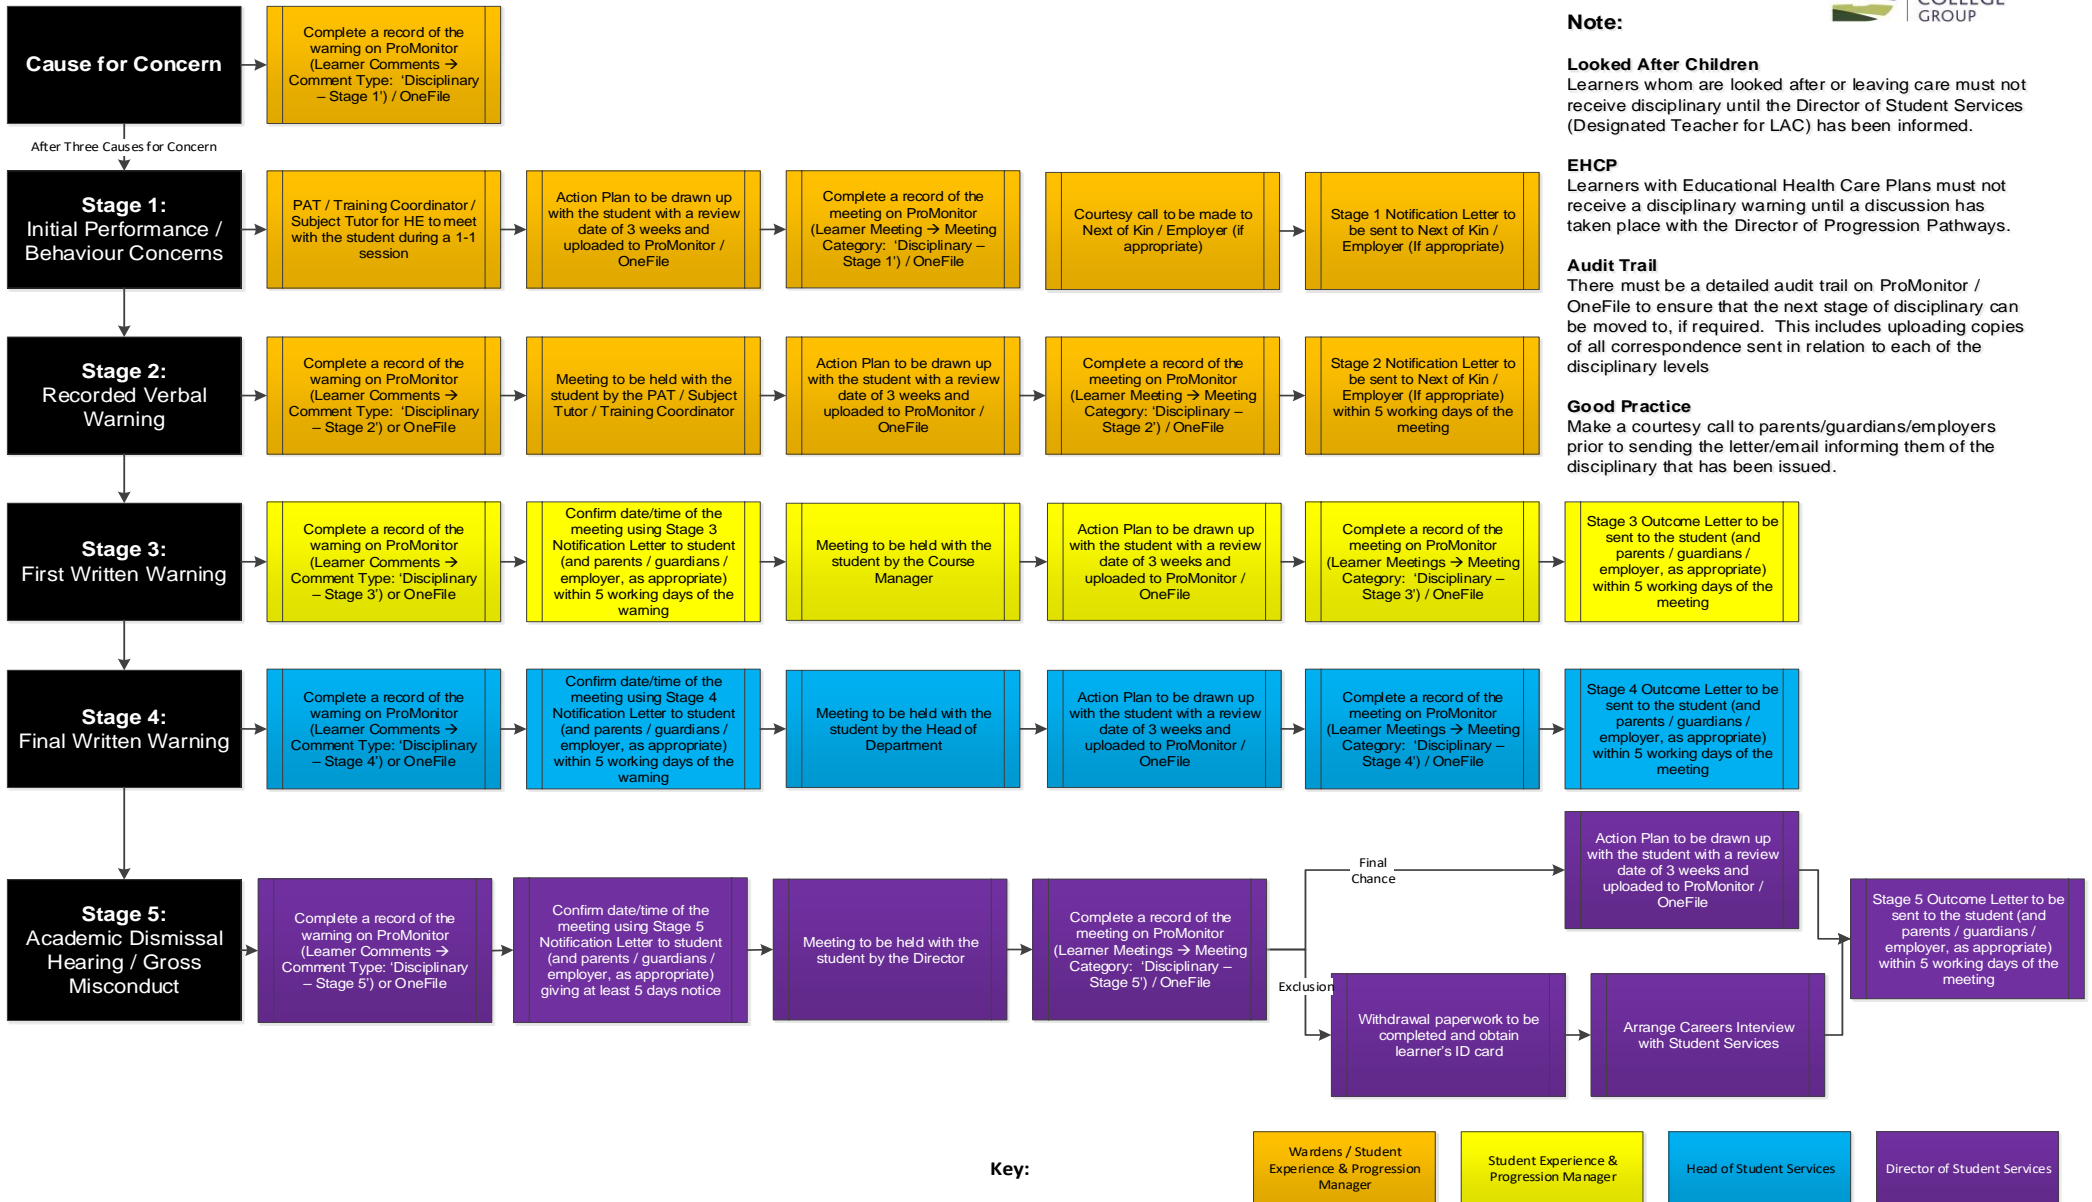 Cause for Concern
Complete a record of the
warning on ProMonitor
(Learner Comments →
Comment Type:  ‘Disciplinary
– Stage 1’) / OneFile
After Three Causes for Concern
Stage 1:
Initial Performance /
Behaviour Concerns
PAT / Training Coordinator /
Subject Tutor for HE to meet
with the student during a 1-1
session
Action Plan to be drawn up
with the student with a review
date of 3 weeks and
uploaded to ProMonitor /
OneFile
Complete a record of the
meeting on ProMonitor
(Learner Meeting → Meeting
Category:  ‘Disciplinary –
Stage 1’) / OneFile
Courtesy call to be made to
Next of Kin / Employer (if
appropriate)
Stage 1 Notification Letter to
be sent to Next of Kin /
Employer (If appropriate)
Stage 2:
Recorded Verbal
Warning
Complete a record of the
warning on ProMonitor
(Learner Comments →
Comment Type:  ‘Disciplinary
– Stage 2’) or OneFile
Meeting to be held with the
student by the PAT / Subject
Tutor / Training Coordinator
Action Plan to be drawn up
with the student with a review
date of 3 weeks and
uploaded to ProMonitor /
OneFile
Complete a record of the
meeting on ProMonitor
(Learner Meeting → Meeting
Category: ‘Disciplinary –
Stage 2’) / OneFile
Stage 2 Notification Letter to
be sent to Next of Kin /
Employer (If appropriate)
within 5 working days of the
meeting
Stage 3:
First Written Warning
Complete a record of the
warning on ProMonitor
(Learner Comments →
Comment Type: ‘Disciplinary
– Stage 3’) or OneFile
Confirm date/time of the
meeting using Stage 3
Notification Letter to student
(and parents / guardians /
employer, as appropriate)
within 5 working days of the
warning
Meeting to be held with the
student by the Course
Manager
Action Plan to be drawn up
with the student with a review
date of 3 weeks and
uploaded to ProMonitor /
OneFile
Complete a record of the
meeting on ProMonitor
(Learner Meetings → Meeting
Category:  ‘Disciplinary –
Stage 3’) / OneFile
Stage 3 Outcome Letter to be
sent to the student (and
parents / guardians /
employer, as appropriate)
within 5 working days of the
meeting
Stage 4:
Final Written Warning
Complete a record of the
warning on ProMonitor
(Learner Comments →
Comment Type: ‘Disciplinary
– Stage 4’) or OneFile
Confirm date/time of the
meeting using Stage 4
Notification Letter to student
(and parents / guardians /
employer, as appropriate)
within 5 working days of the
warning
Meeting to be held with the
student by the Head of
Department
Action Plan to be drawn up
with the student with a review
date of 3 weeks and
uploaded to ProMonitor /
OneFile
Complete a record of the
meeting on ProMonitor
(Learner Meetings → Meeting
Category:  ‘Disciplinary –
Stage 4’) / OneFile
Stage 4 Outcome Letter to be
sent to the student (and
parents / guardians /
employer, as appropriate)
within 5 working days of the
meeting
Stage 5:
Academic Dismissal
Hearing / Gross
Misconduct
Complete a record of the
warning on ProMonitor
(Learner Comments →
Comment Type: ‘Disciplinary
– Stage 5’) or OneFile
Confirm date/time of the
meeting using Stage 5
Notification Letter to student
(and parents / guardians /
employer, as appropriate)
giving at least 5 days notice
Meeting to be held with the
student by the Director
Complete a record of the
meeting on ProMonitor
(Learner Meetings → Meeting
Category:  ‘Disciplinary –
Stage 5’) / OneFile
Final
Chance
Action Plan to be drawn up
with the student with a review
date of 3 weeks and
uploaded to ProMonitor /
OneFile
Exclusion
Withdrawal paperwork to be
completed and obtain
learner’s ID card
Arrange Careers Interview
with Student Services
Stage 5 Outcome Letter to be
sent to the student (and
parents / guardians /
employer, as appropriate)
within 5 working days of the
meeting
COLLEGE
GROUP
Note:
Looked After Children
Learners whom are looked after or leaving care must not
receive disciplinary until the Director of Student Services
(Designated Teacher for LAC) has been informed.
EHCP
Learners with Educational Health Care Plans must not
receive a disciplinary warning until a discussion has
taken place with the Director of Progression Pathways.
Audit Trail
There must be a detailed audit trail on ProMonitor /
OneFile to ensure that the next stage of disciplinary can
be moved to, if required.  This includes uploading copies
of all correspondence sent in relation to each of the
disciplinary levels
Good Practice
Make a courtesy call to parents/guardians/employers
prior to sending the letter/email informing them of the
disciplinary that has been issued.
Key:
Wardens / Student
Experience & Progression
Manager
Student Experience &
Progression Manager
Head of Student Services
Director of Student Services